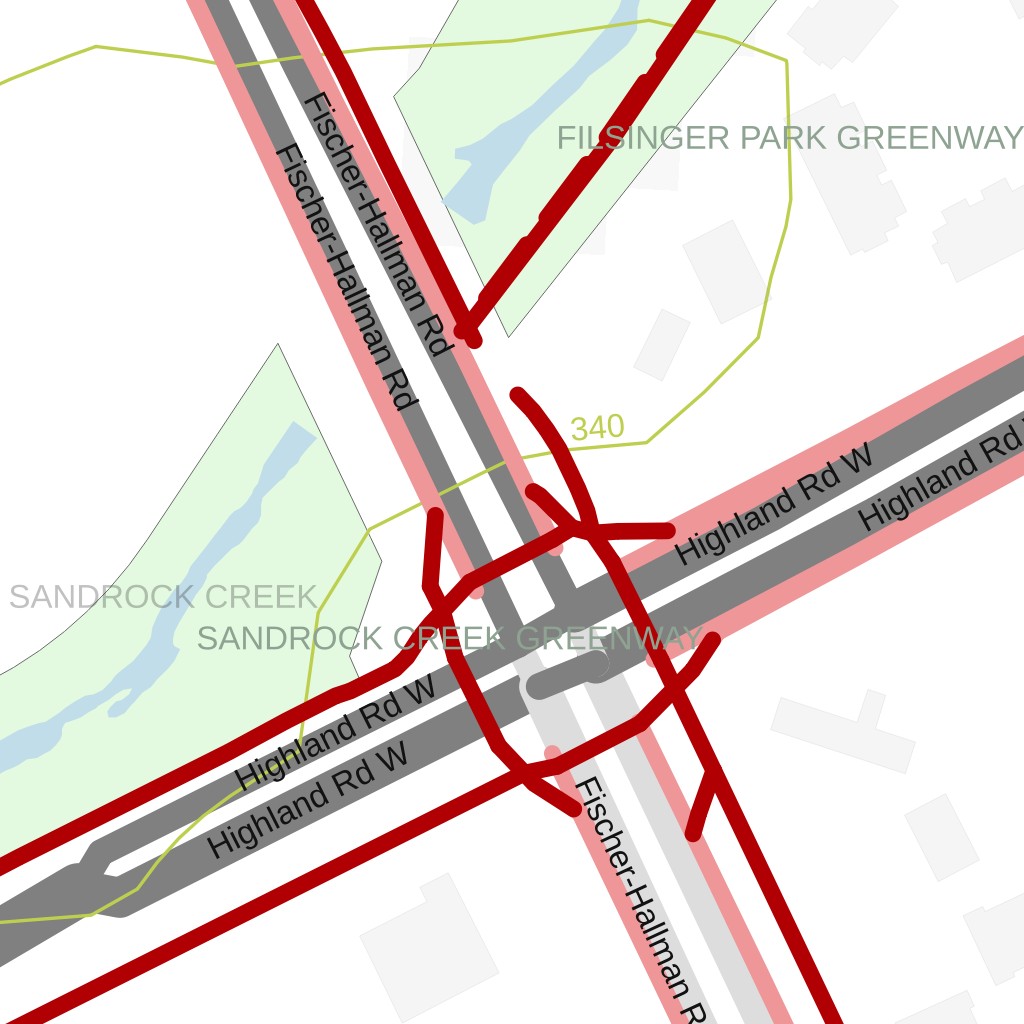 Fischer-Hallman Rd
Fischer-Hallman Rd
FILSINGER PARK GREENWAY
340
Highland Rd W
Highland Rd
SANDROCK CREEK
SANDROCK CREEK GREENWAY
Highland Rd W
Highland Rd W
Fischer-Hallman R